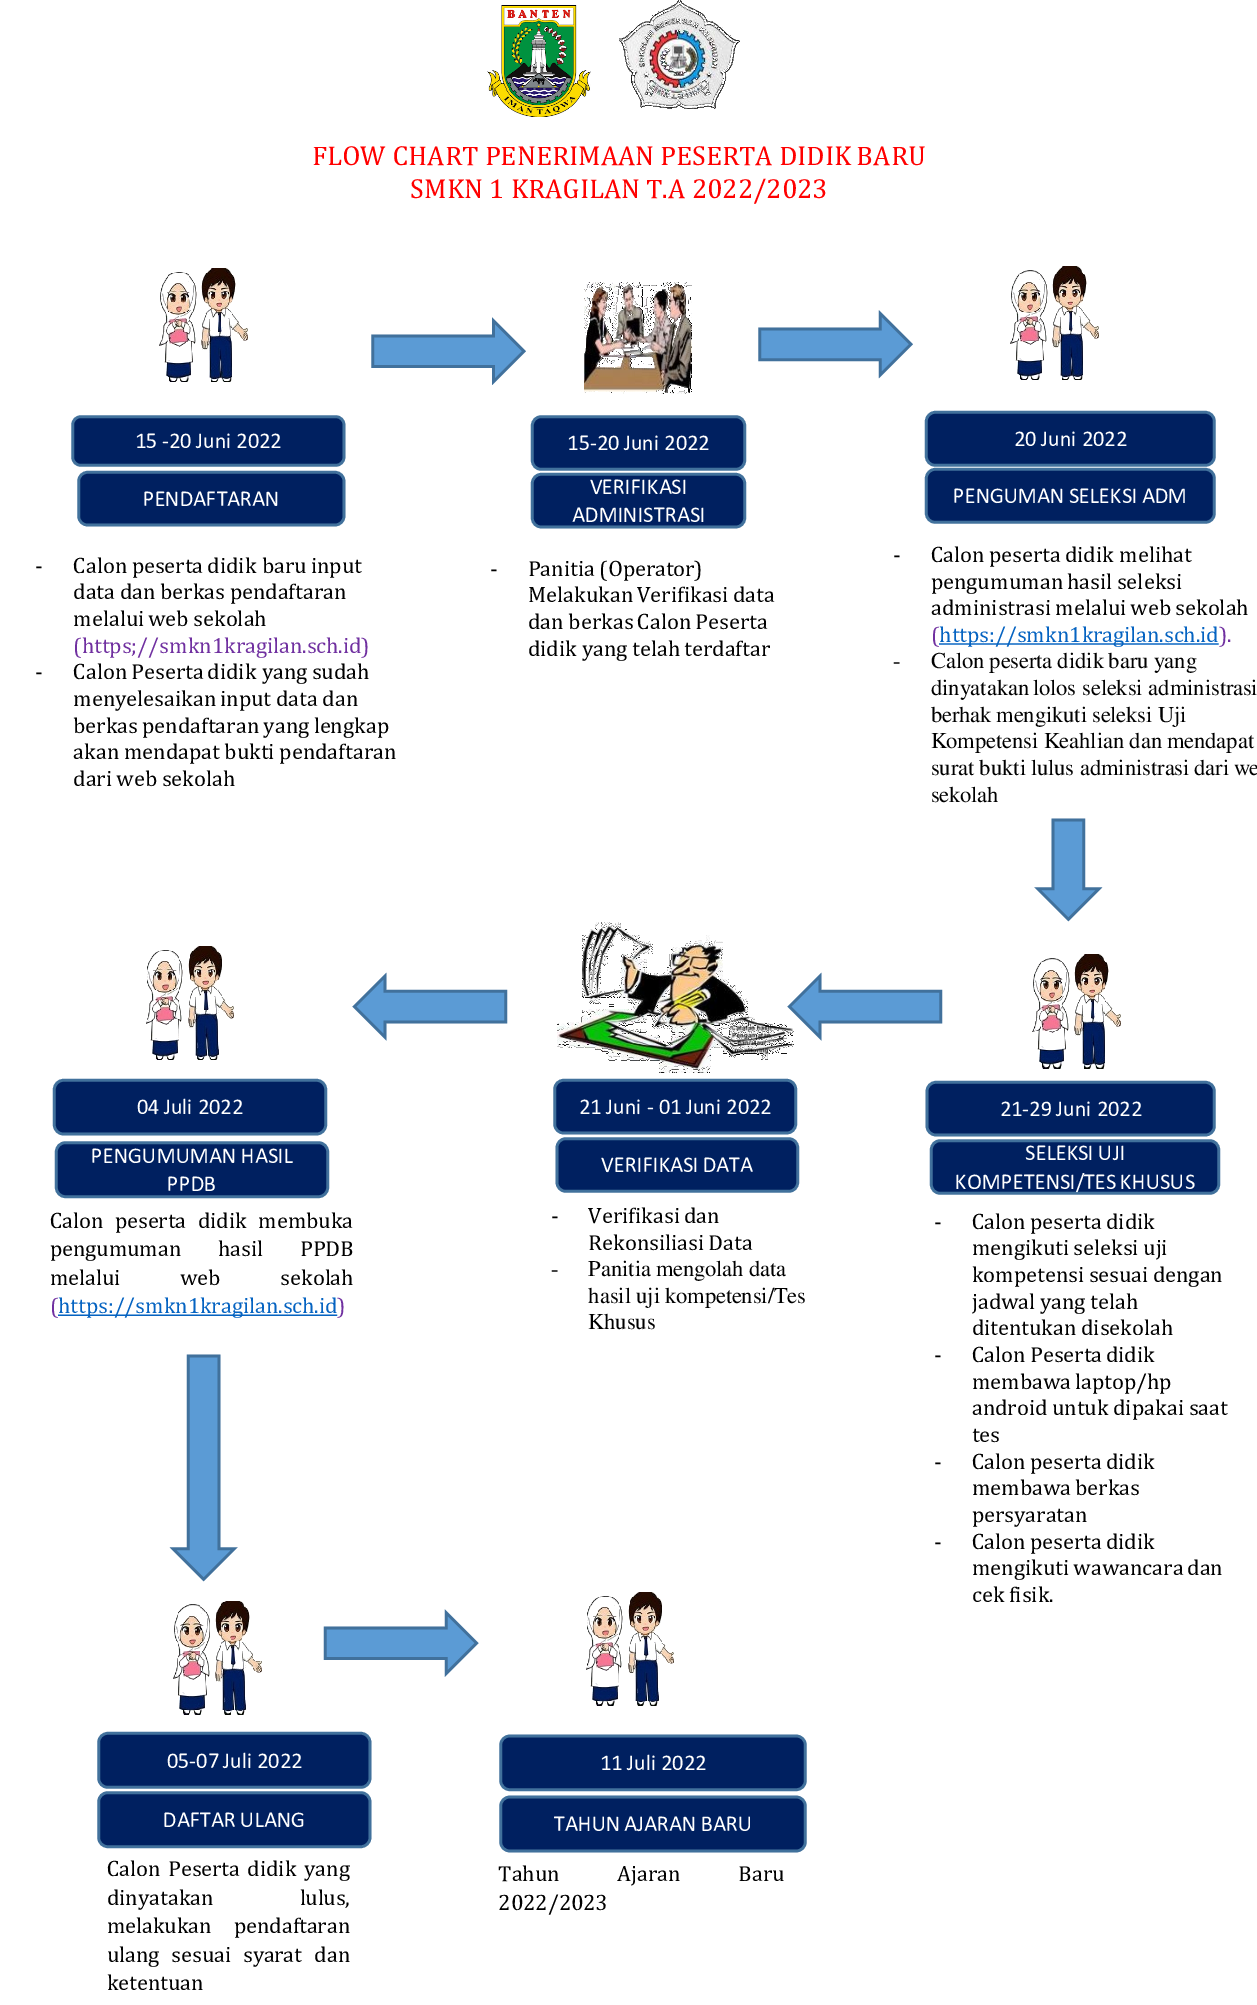 BANTEN
IMAN TAQWA
FLOW CHART PENERIMAAN PESERTA DIDIK BARU
SMKN 1 KRAGILAN T.A 2022/2023
15 -20 Juni 2022
PENDAFTARAN
- Calon peserta didik baru input
data dan berkas pendaftaran
melalui web sekolah
(https;//smkn1kragilan.sch.id)
- Calon Peserta didik yang sudah
menyelesaikan input data dan
berkas pendaftaran yang lengkap
akan mendapat bukti pendaftaran
dari web sekolah
15-20 Juni 2022
VERIFIKASI
ADMINISTRASI
- Panitia (Operator)
Melakukan Verifikasi data
dan berkas Calon Peserta
didik yang telah terdaftar
20 Juni 2022
PENGUMAN SELEKSI ADM
- Calon peserta didik melihat
pengumuman hasil seleksi
administrasi melalui web sekolah
(https://smkn1kragilan.sch.id).
- Calon peserta didik baru yang
dinyatakan lolos seleksi administrasi
berhak mengikuti seleksi Uji
Kompetensi Keahlian dan mendapat
surat bukti lulus administrasi dari we
sekolah
21-29 Juni 2022
SELEKSI UJI
KOMPETENSI/TES KHUSUS
- Calon peserta didik
mengikuti seleksi uji
kompetensi sesuai dengan
jadwal yang telah
ditentukan disekolah
- Calon Peserta didik
membawa laptop/hp
android untuk dipakai saat
tes
- Calon peserta didik
membawa berkas
persyaratan
- Calon peserta didik
mengikuti wawancara dan
cek fisik.
21 Juni - 01 Juni 2022
VERIFIKASI DATA
- Verifikasi dan
Rekonsiliasi Data
- Panitia mengolah data
hasil uji kompetensi/Tes
Khusus
04 Juli 2022
PENGUMUMAN HASIL
PPDB
Calon peserta didik membuka
pengumuman hasil PPDB
melalui web sekolah
(https://smkn1kragilan.sch.id)
05-07 Juli 2022
DAFTAR ULANG
Calon Peserta didik yang
dinyatakan lulus,
melakukan pendaftaran
ulang sesuai syarat dan
ketentuan
11 Juli 2022
TAHUN AJARAN BARU
Tahun Ajaran Baru
2022/2023